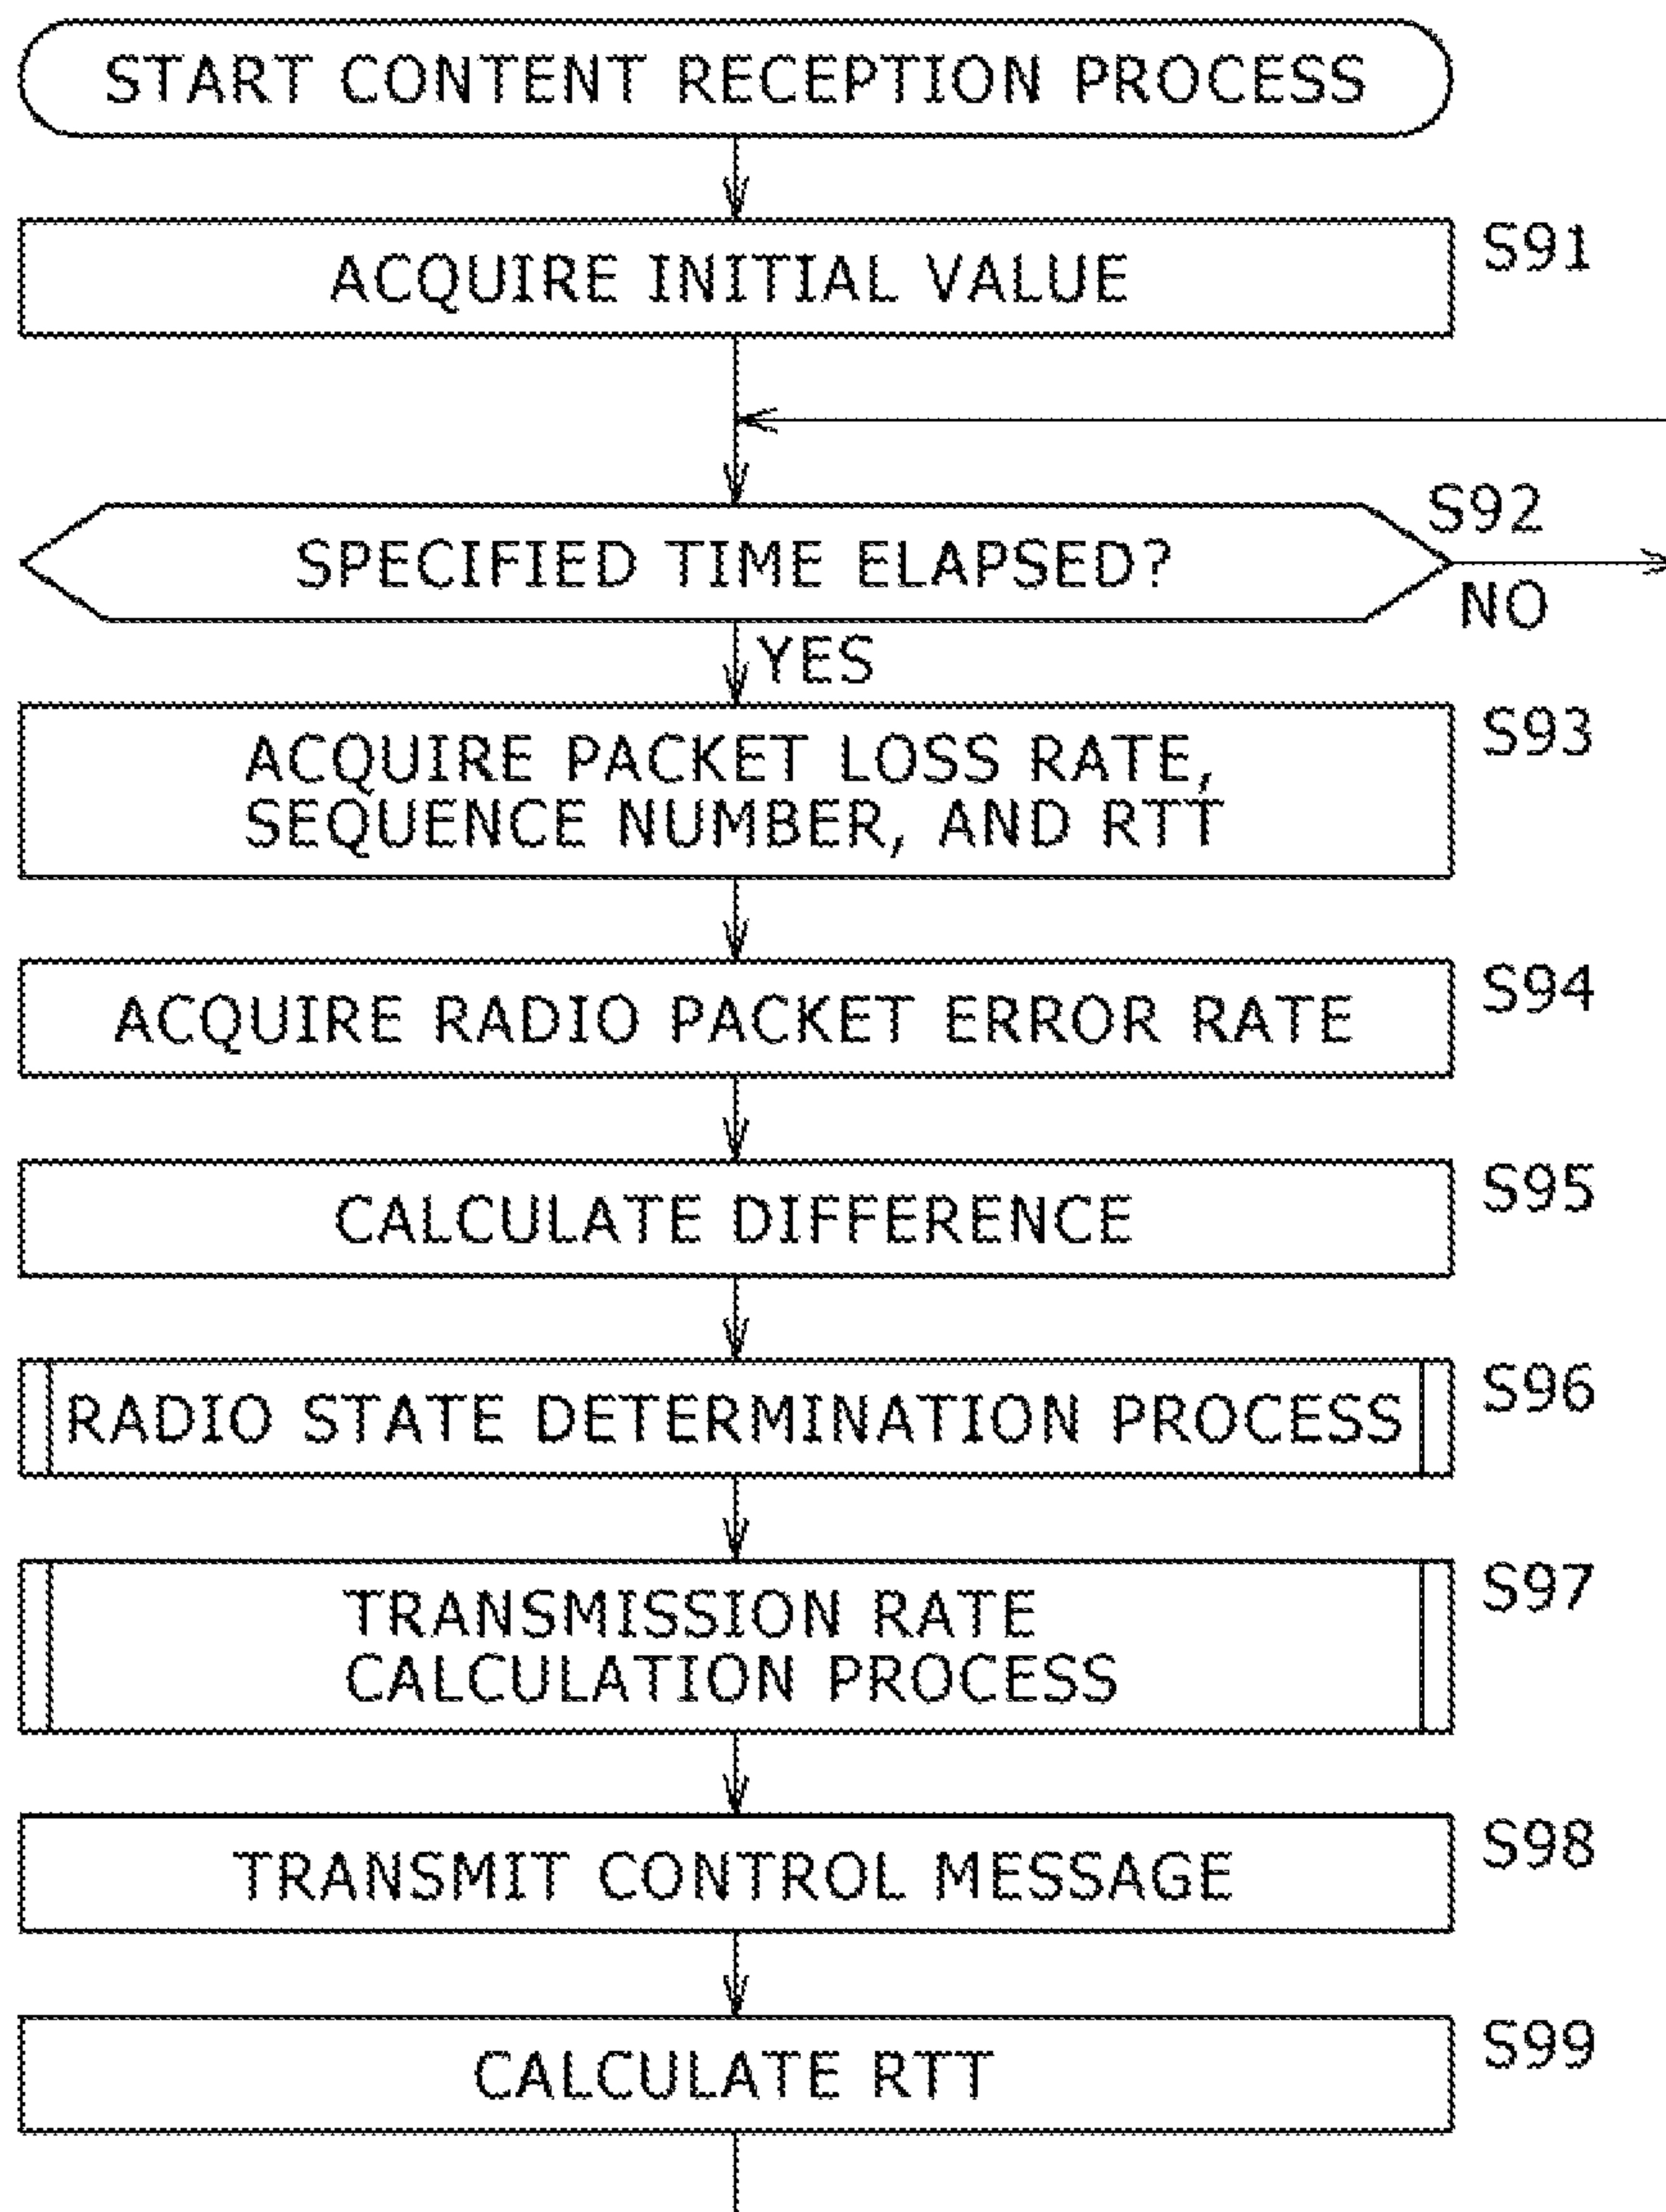 START CONTENT RECEPTION PROCESS
S91
ACQUIRE INITIAL VALUE
S92
SPECIFIED TIME ELAPSED?
NO
YES
S93
ACQUIRE PACKET LOSS RATE,
SEQUENCE NUMBER, AND RTT
S94
ACQUIRE RADIO PACKET ERROR RATE
S95
CALCULATE DIFFERENCE
S96
RADIO STATE DETERMINATION PROCESS
S97
TRANSMISSION RATE
CALCULATION PROCESS
S98
TRANSMIT CONTROL MESSAGE
S99
CALCULATE RTT